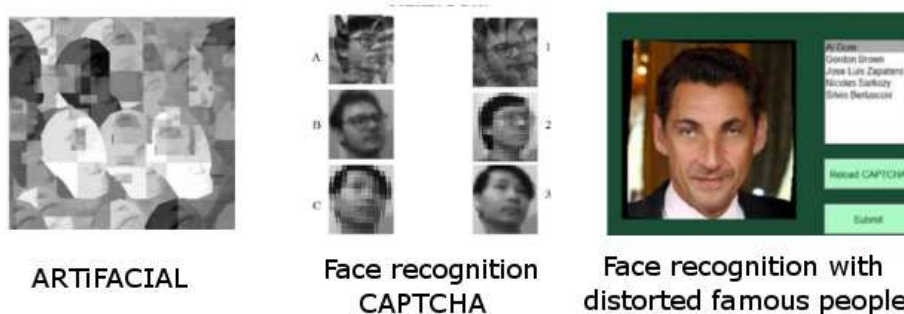 A
1
B
2
C
3
Al Gore
Gordon Brown
Jose Luis Zapatero
Nicolas Sarkozy
Silvio Berlusconi
Reload CAPTCHA
Submit
ARTiFACIAL
Face recognition
CAPTCHA
Face recognition with
distorted famous people